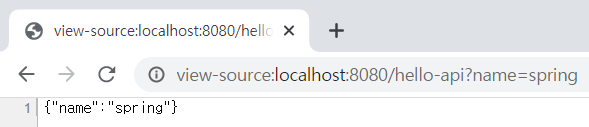 view-source:localhost:8080/hello
view-source:localhost:8080/hello-api?name=spring
1 {"name":"spring"}